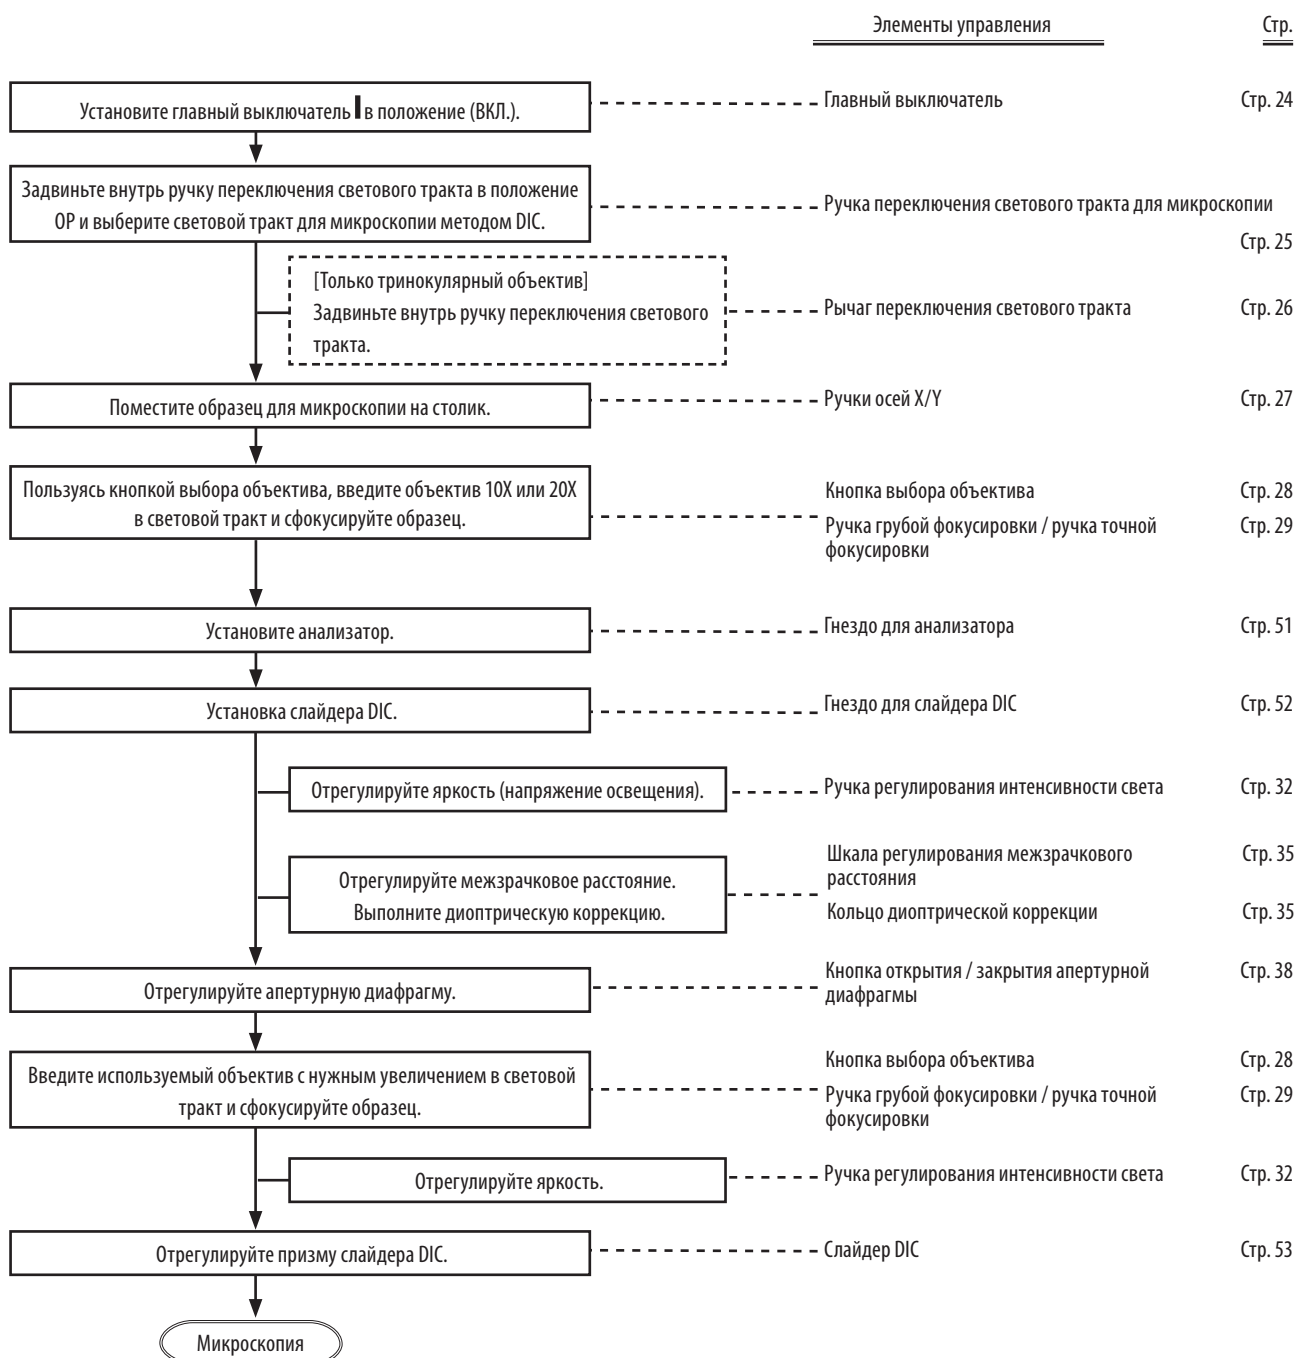 Элементы управления Стр.
Установите главный выключатель I в положение (ВКЛ.).
Главный выключатель Стр. 24
Задвиньте внутрь ручку переключения светового тракта в положение
OP и выберите световой тракт для микроскопии методом DIC.
Ручка переключения светового тракта для микроскопии
Стр. 25
[Только тринокулярный объектив]
Задвиньте внутрь ручку переключения светового
тракта.
Рычаг переключения светового тракта Стр. 26
Поместите образец для микроскопии на столик.
Ручки осей X/Y Стр. 27
Пользуясь кнопкой выбора объектива, введите объектив 10X или 20X
в световой тракт и сфокусируйте образец.
Кнопка выбора объектива Стр. 28
Ручка грубой фокусировки / ручка точной Стр. 29
фокусировки
Установите анализатор.
Гнездо для анализатора Стр. 51
Установка слайдера DIC.
Гнездо для слайдера DIC Стр. 52
Отрегулируйте яркость (напряжение освещения).
Ручка регулирования интенсивности света Стр. 32
Отрегулируйте межзрачковое расстояние.
Выполните диоптрическую коррекцию.
Шкала регулирования межзрачкового Стр. 35
расстояния
Кольцо диоптрической коррекции Стр. 35
Отрегулируйте апертурную диафрагму.
Кнопка открытия / закрытия апертурной Стр. 38
диафрагмы
Введите используемый объектив с нужным увеличением в световой
тракт и сфокусируйте образец.
Кнопка выбора объектива Стр. 28
Ручка грубой фокусировки / ручка точной Стр. 29
фокусировки
Отрегулируйте яркость.
Ручка регулирования интенсивности света Стр. 32
Отрегулируйте призму слайдера DIC.
Слайдер DIC Стр. 53
Микроскопия